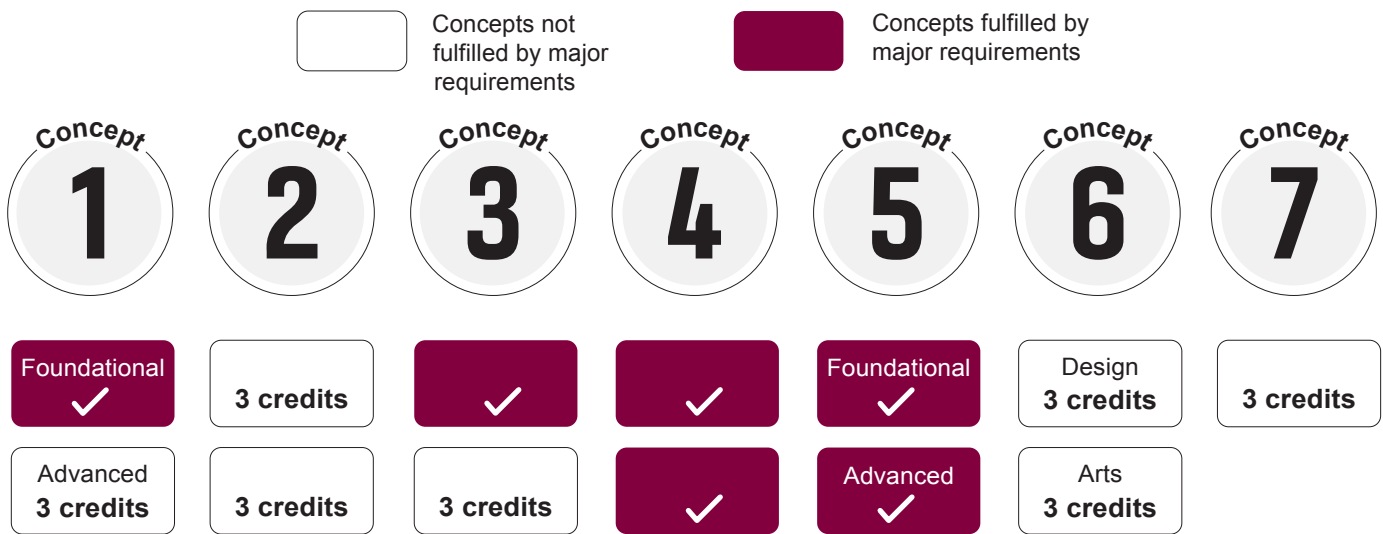 Concepts not
fulfilled by major
requirements
Concepts fulfilled by
major requirements
Concept
1
Concept
2
Concept
3
Concept
4
Concept
5
Concept
6
Concept
7
Foundational
3 credits
Foundational
Design
3 credits
3 credits
Advanced
3 credits
3 credits
3 credits
Advanced
Arts
3 credits